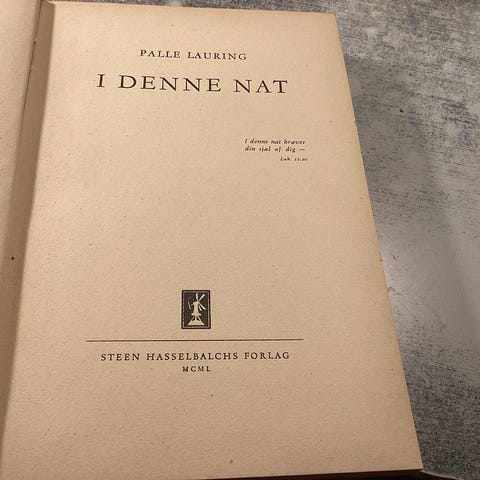 PALLE LAURING
I DENNE NAT
I denne nat kræves
din sjæl af dig —
Luk. 12.20
STEEN HASSELBALCHS FORLAG
MCML